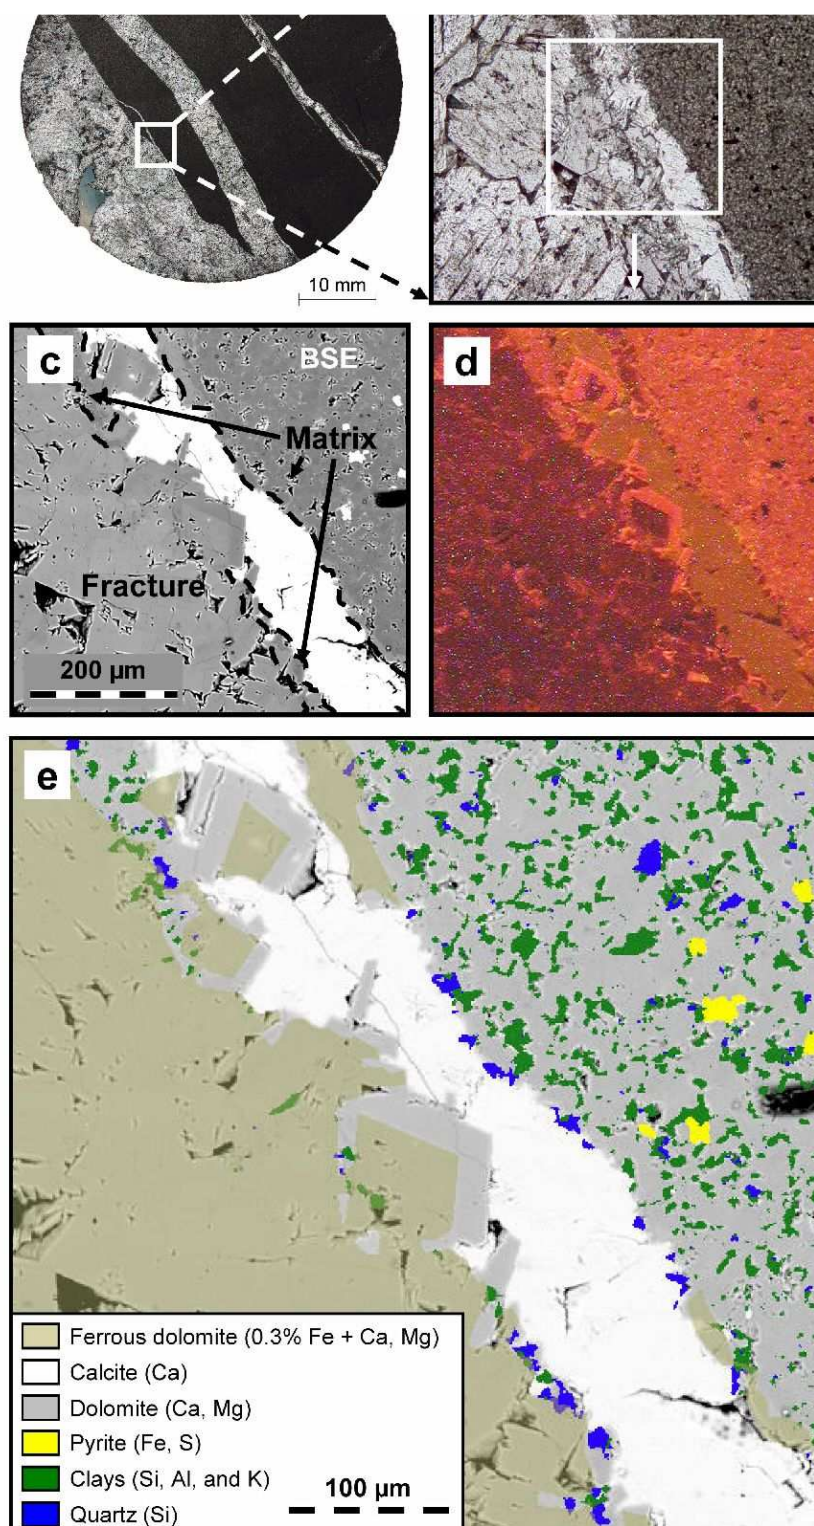 10 mm
c
BSE
Matrix
Fracture
200 µm
d
e
Ferrous dolomite (0.3% Fe + Ca, Mg)
Calcite (Ca)
Dolomite (Ca, Mg)
Pyrite (Fe, S)
Clays (Si, Al, and K)
Quartz (Si)
100 µm